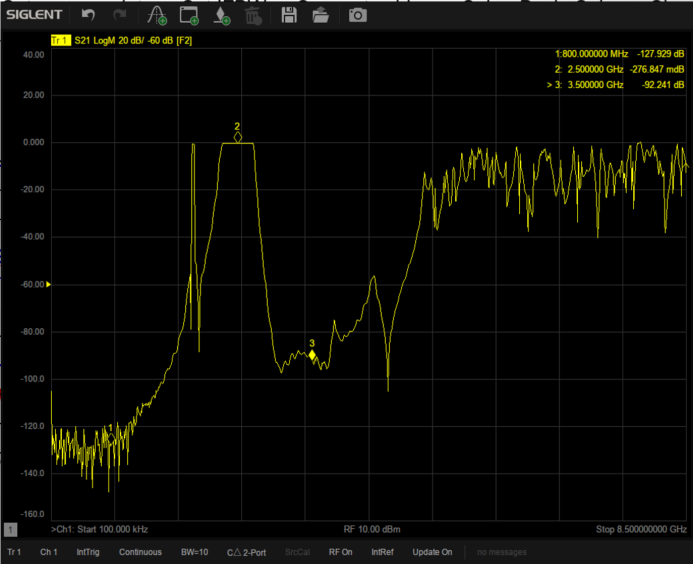 SIGLENT
Tr 1 S21 LogM 20 dB/ -60 dB [F2]
1:800.000000 MHz -127.929 dB
2: 2.500000 GHz -276.847 mdB
> 3: 3.500000 GHz -92.241 dB
40.00
20.00
0.000
-20.00
-40.00
-60.00
-80.00
-100.0
-120.0
-140.0
-160.0
2
3
1
1 >Ch1: Start 100.000 kHz RF 10.00 dBm Stop 8.500000000 GHz
Tr 1 Ch 1 IntTrig Continuous BW=10 C△ 2-Port SrcCal RF On IntRef Update On no messages